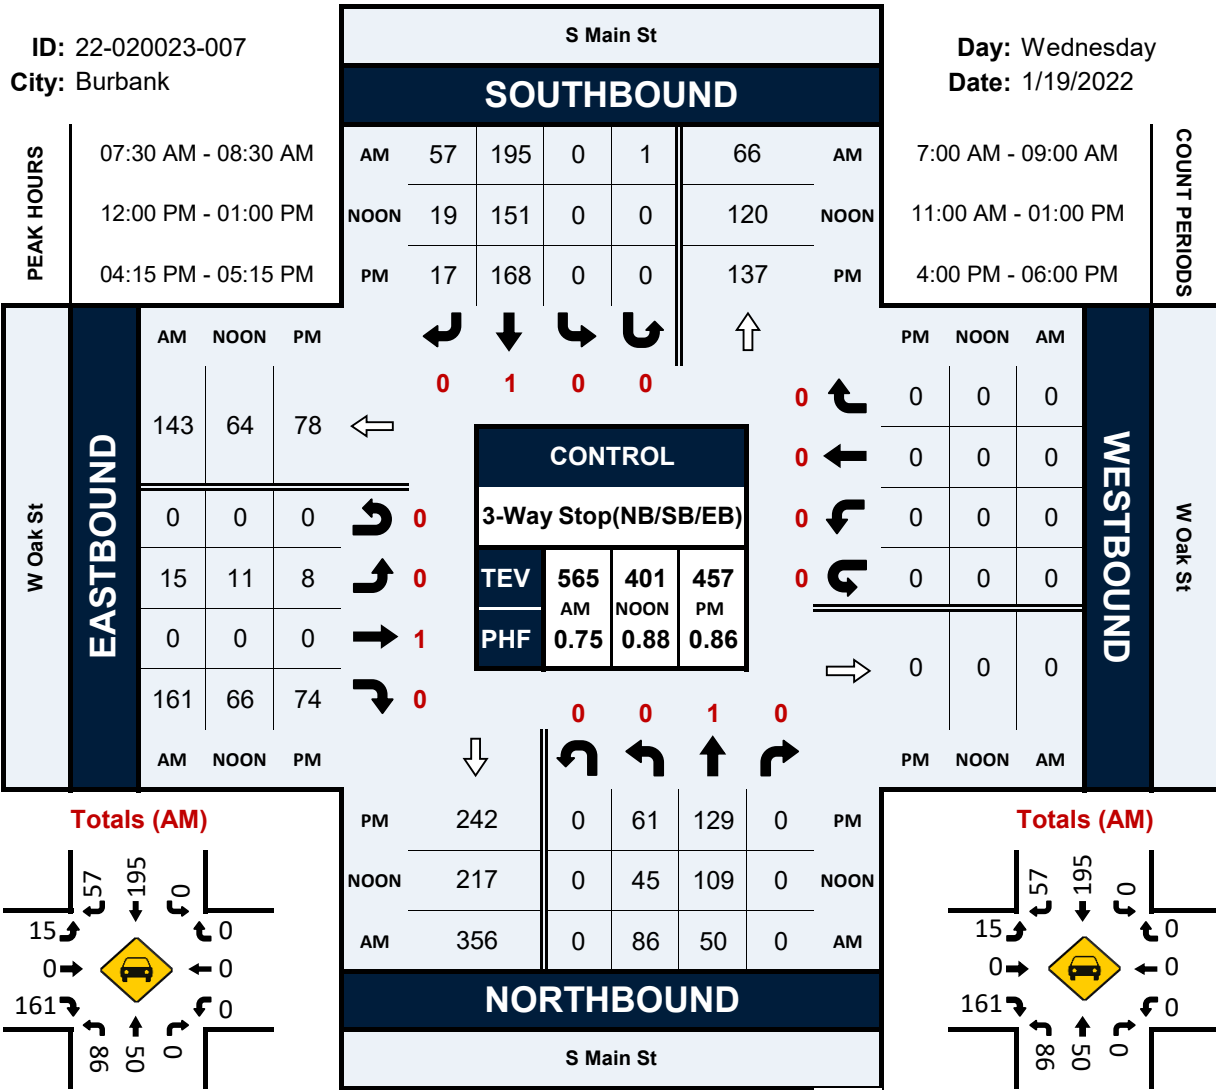 S Main St
ID: 22-020023-007
Day: Wednesday
City: Burbank
Date: 1/19/2022
SOUTHBOUND
PEAK HOURS
07:30 AM - 08:30 AM
AM 57 195 0 1 66 AM
7:00 AM - 09:00 AM
COUNT PERIODS
12:00 PM - 01:00 PM
NOON 19 151 0 0 120 NOON
11:00 AM - 01:00 PM
04:15 PM - 05:15 PM
PM 17 168 0 0 137 PM
4:00 PM - 06:00 PM
AM NOON PM
PM NOON AM
0 1 0 0
W Oak St
EASTBOUND
143 64 78
0 0 0 0
0 0 0 0
0 0 0 0
0 0 0 0
0 0 0
WESTBOUND
W Oak St
0 0 0 0
15 11 8 0
0 0 0 1
161 66 74 0
AM NOON PM
PM NOON AM
CONTROL
3-Way Stop(NB/SB/EB)
TEV 565 401 457
AM NOON PM
PHF 0.75 0.88 0.86
0 0 1 0
PM 242 0 61 129 0 PM
NOON 217 0 45 109 0 NOON
AM 356 0 86 50 0 AM
NORTHBOUND
S Main St
Totals (AM)
57 195 0
15 0
0 0
161 0
86 50 0
Totals (AM)
57 195 0
15 0
0 0
161 0
86 50 0